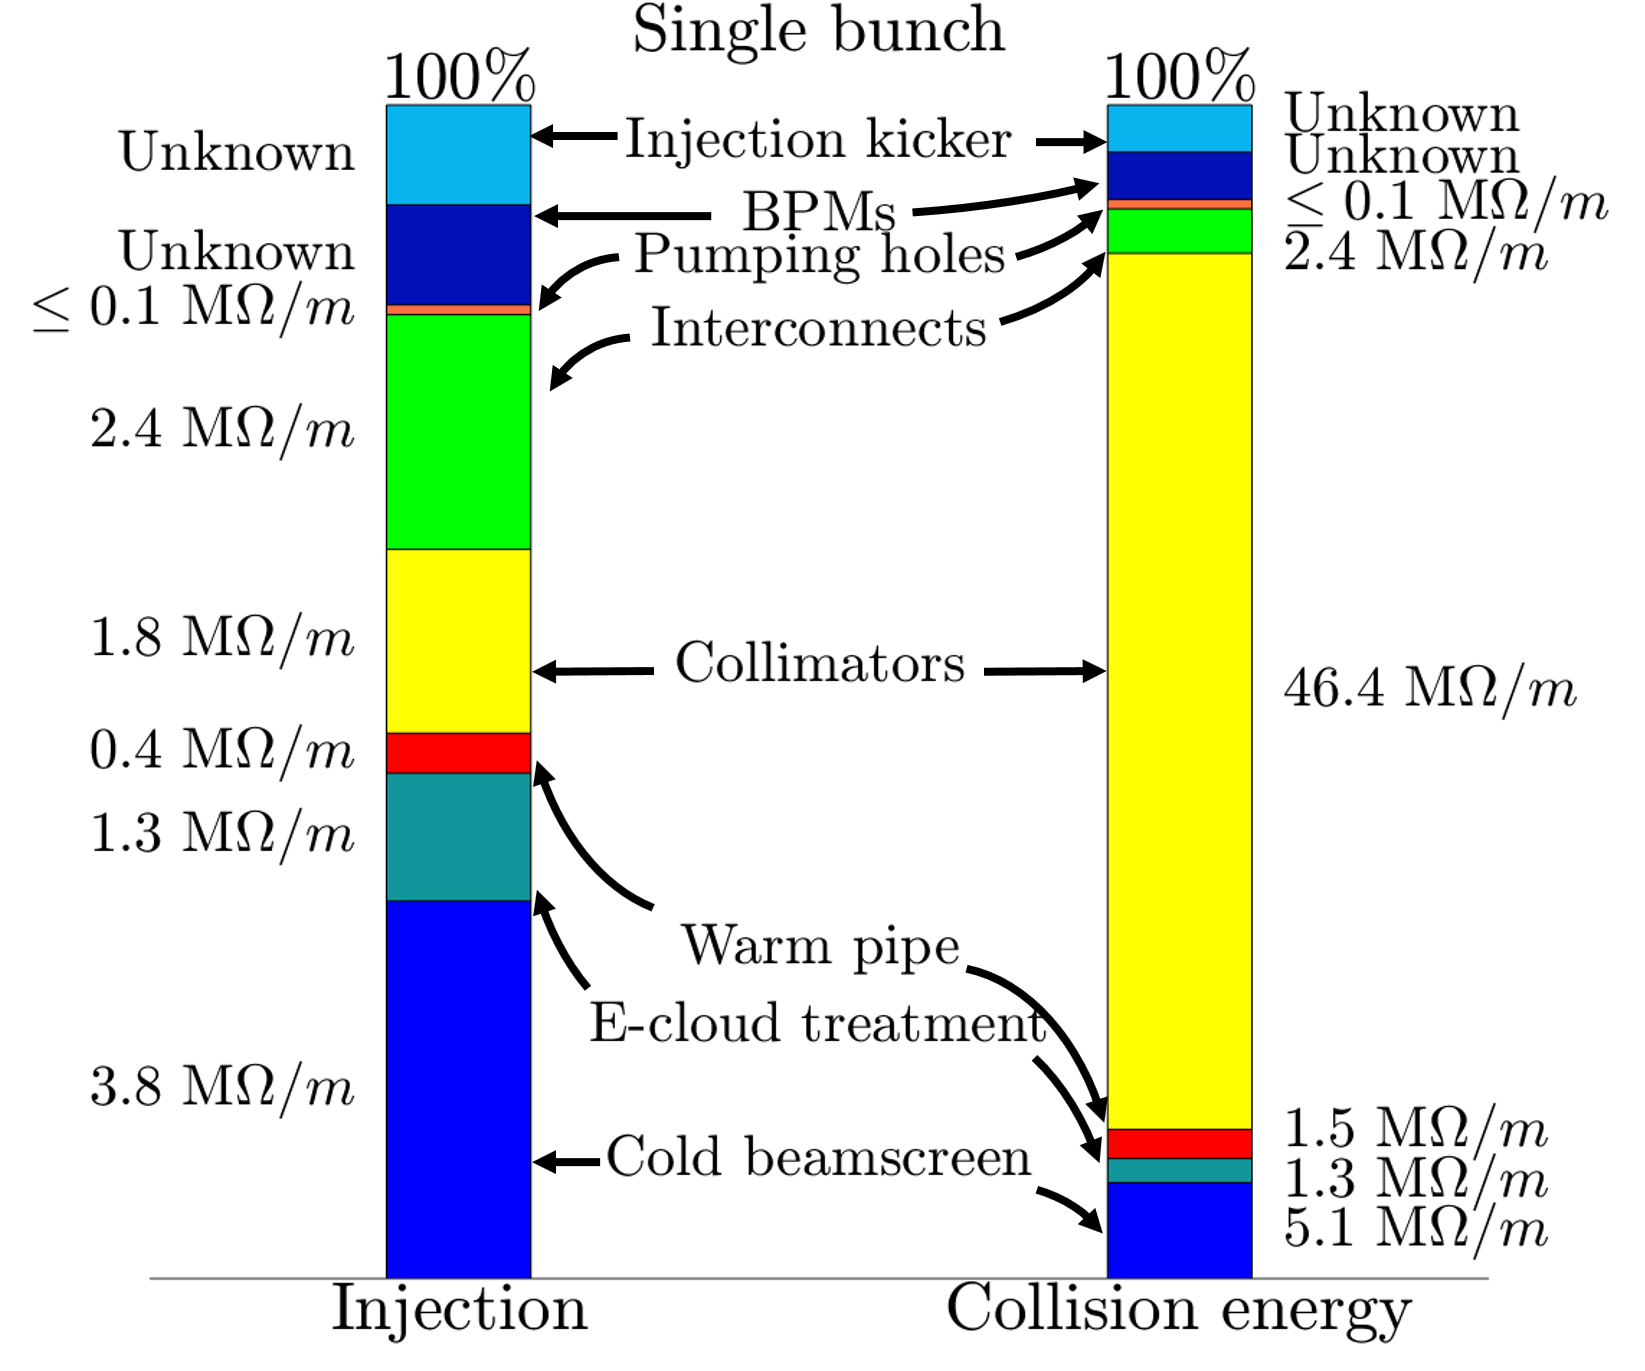 Single bunch
100%
100%
Unknown
Unknown
≤ 0.1 MΩ/m
2.4 MΩ/m
1.8 MΩ/m
0.4 MΩ/m
1.3 MΩ/m
3.8 MΩ/m
Injection kicker
BPMs
Pumping holes
Interconnects
Collimators
Warm pipe
E-cloud treatment
Cold beamscreen
Unknown
Unknown
≤ 0.1 MΩ/m
2.4 MΩ/m
46.4 MΩ/m
1.5 MΩ/m
1.3 MΩ/m
5.1 MΩ/m
Injection
Collision energy